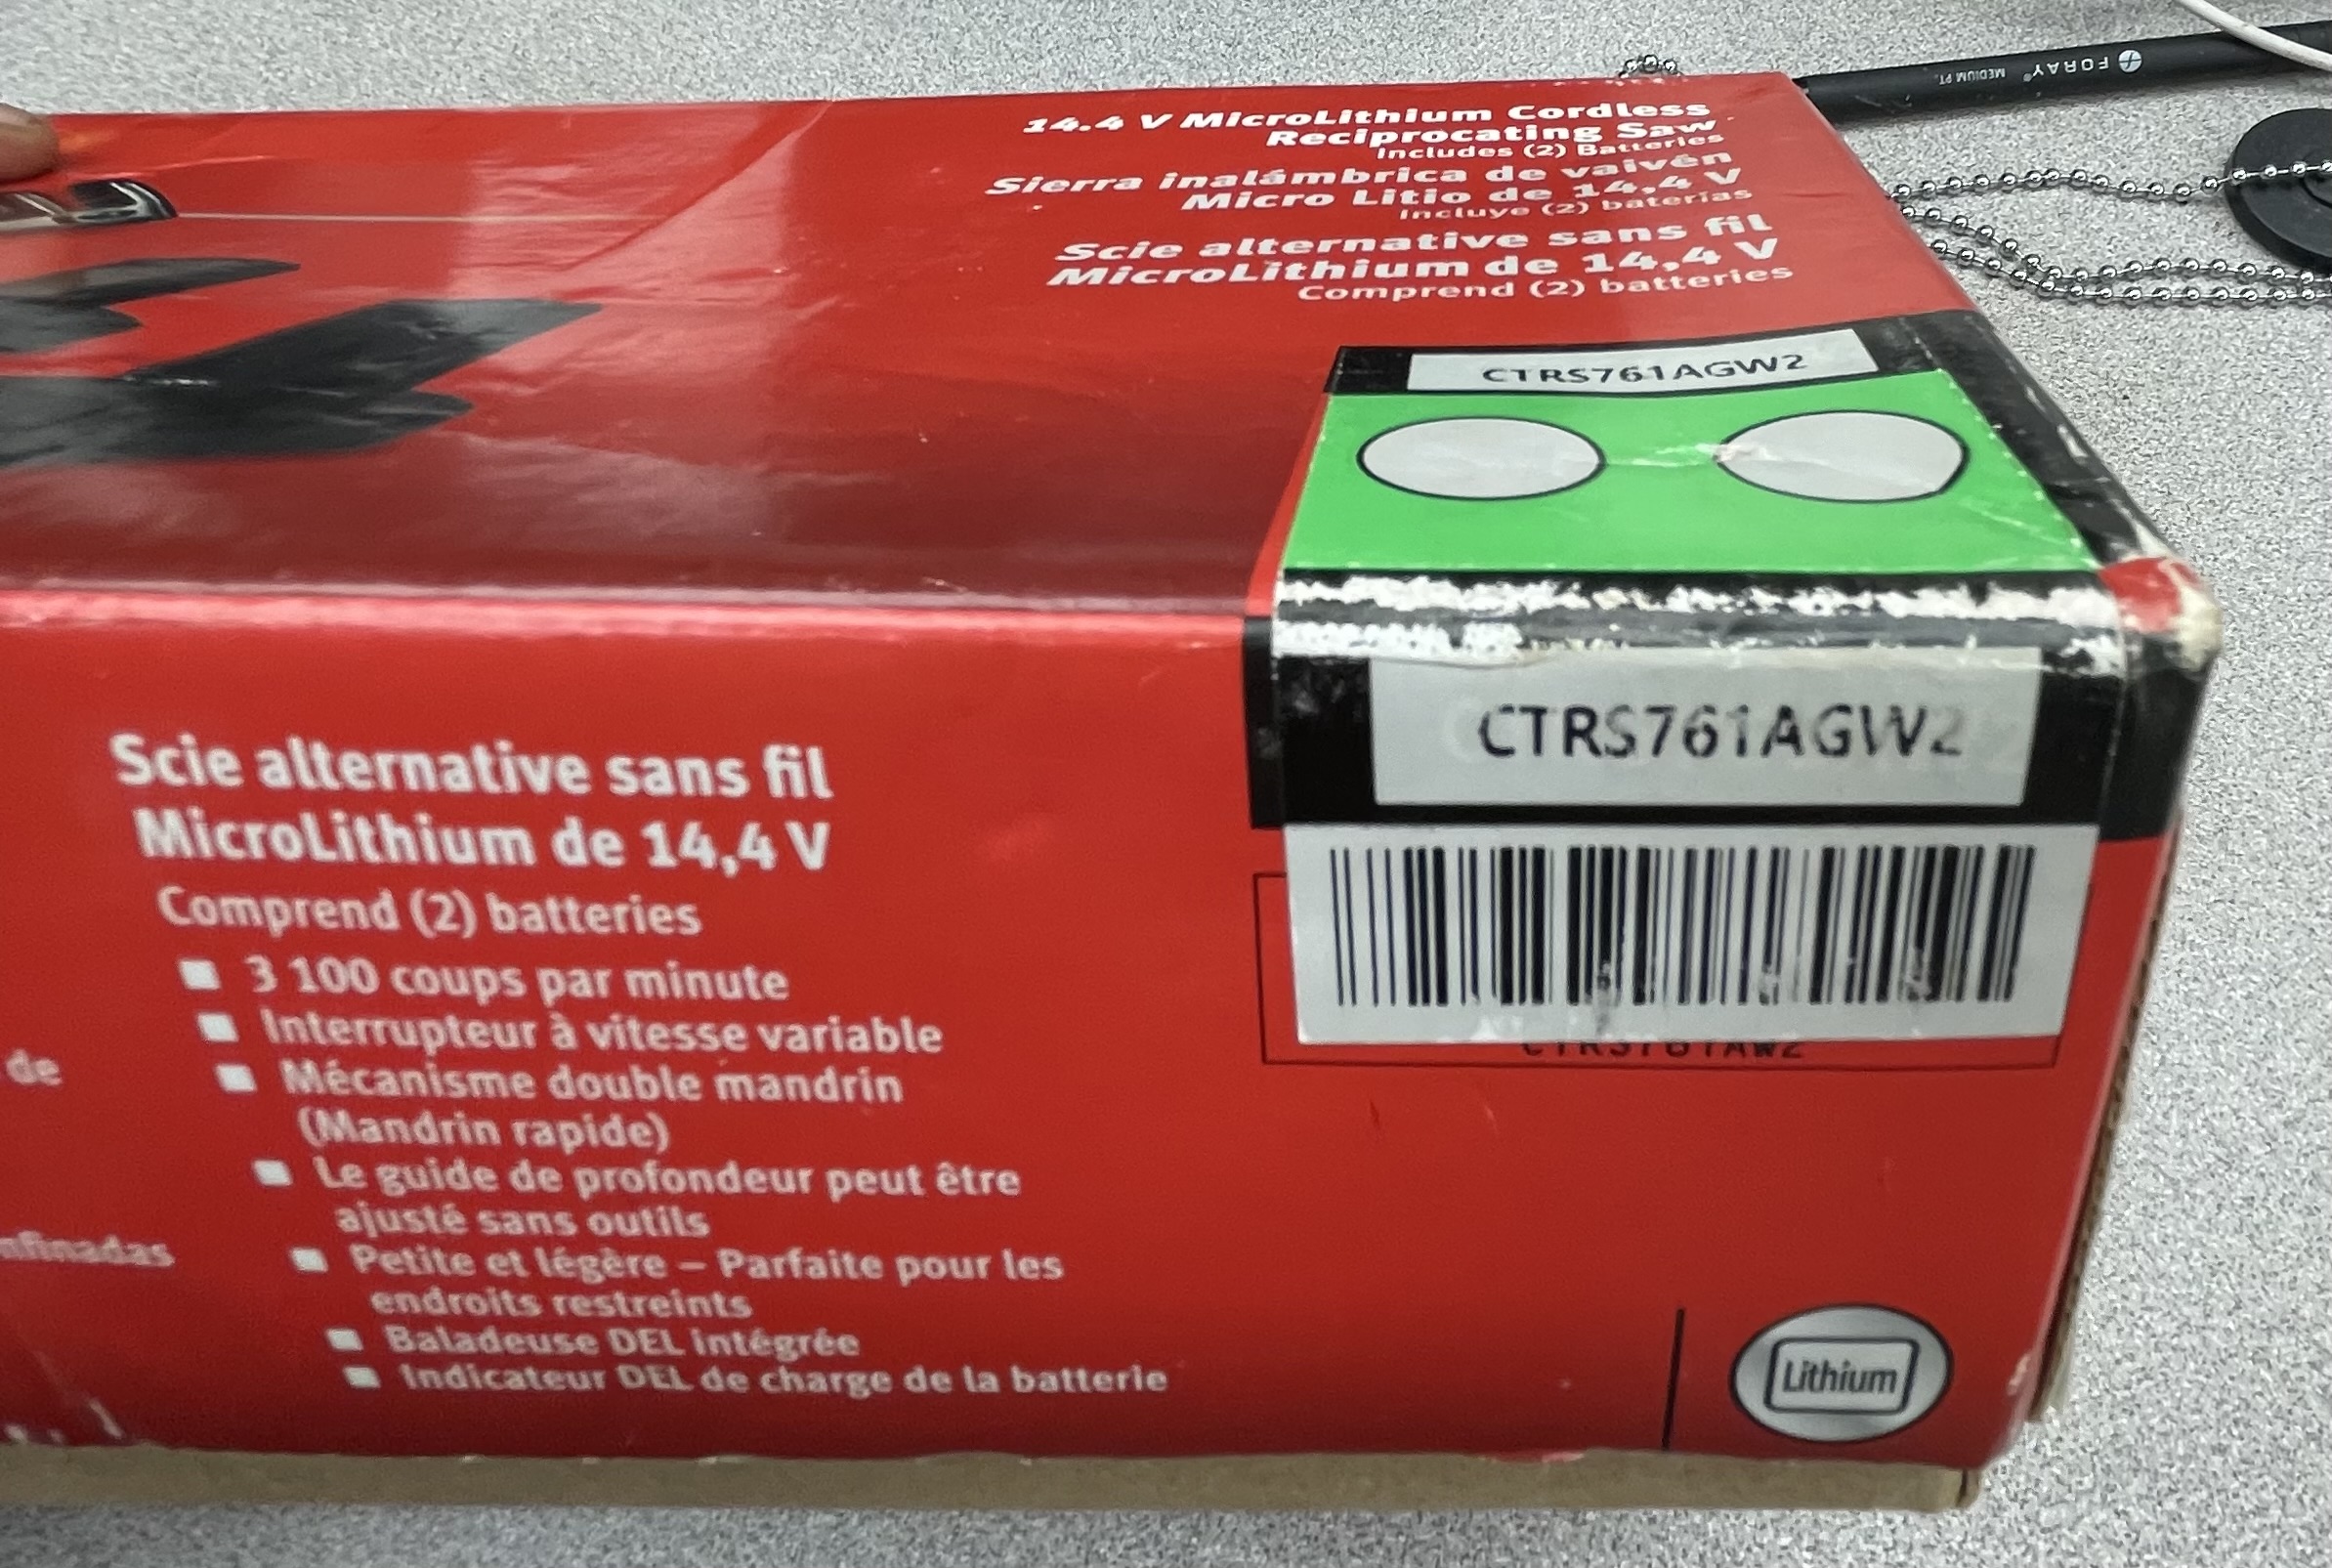 FORAY® MEDIUM PT.
14.4 V MicroLithium Cordless
Reciprocating Saw
Includes (2) Batteries
Sierra inalámbrica de vaivén
Micro Litio de 14,4 V
Incluye (2) baterías
Scie alternative sans fil
MicroLithium de 14,4 V
Comprend (2) batteries
CTRS761AGW2
CTRS761AGW2
CTRS761AW2
Scie alternative sans fil
MicroLithium de 14,4 V
Comprend (2) batteries
■ 3 100 coups par minute
■ Interrupteur à vitesse variable
■ Mécanisme double mandrin
(Mandrin rapide)
■ Le guide de profondeur peut être
ajusté sans outils
■ Petite et légère – Parfaite pour les
endroits restreints
■ Baladeuse DEL intégrée
■ Indicateur DEL de charge de la batterie
de
nfinadas
Lithium